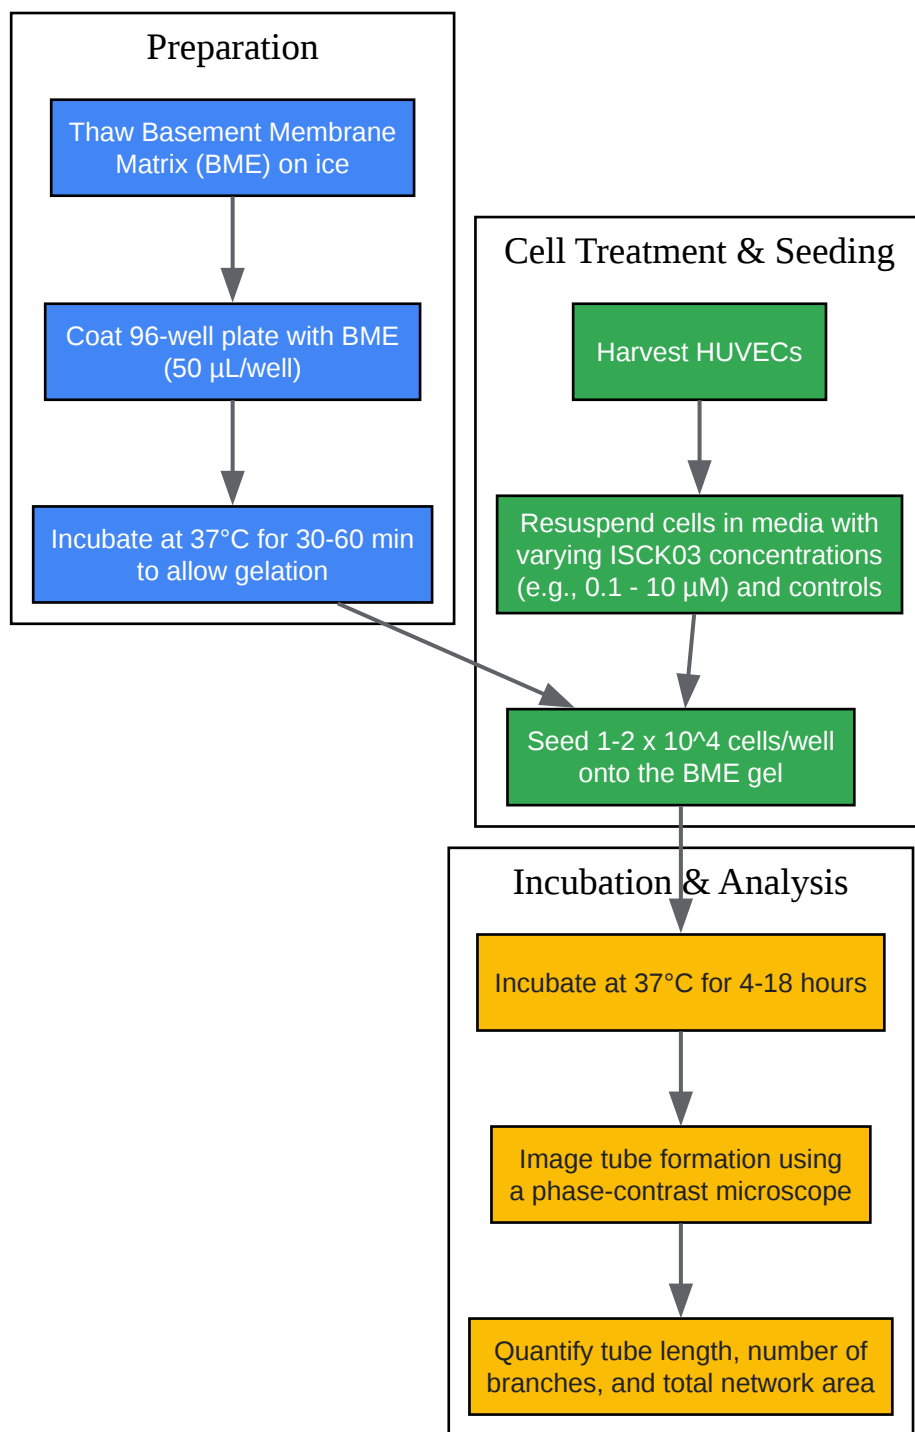 Preparation
Thaw Basement Membrane
Matrix (BME) on ice
Coat 96-well plate with BME
(50 µL/well)
Incubate at 37°C for 30-60 min
to allow gelation
Cell Treatment & Seeding
Harvest HUVECs
Resuspend cells in media with
varying ISCK03 concentrations
(e.g., 0.1 - 10 µM) and controls
Seed 1-2 x 10^4 cells/well
onto the BME gel
Incubation & Analysis
Incubate at 37°C for 4-18 hours
Image tube formation using
a phase-contrast microscope
Quantify tube length, number of
branches, and total network area